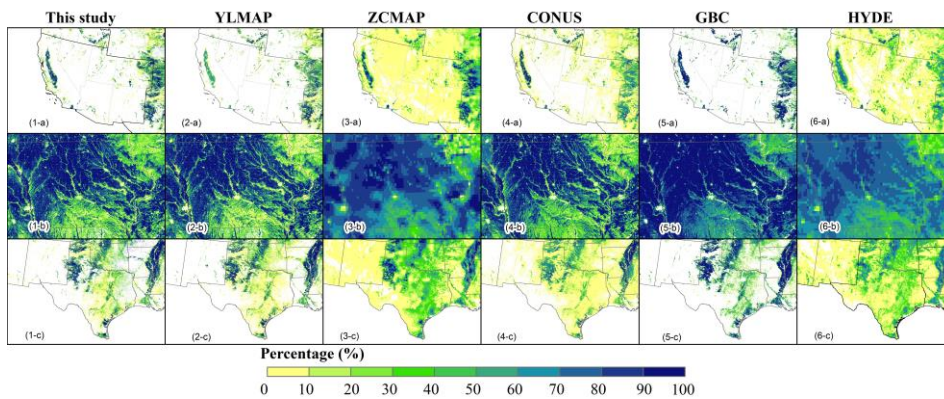 This study YLMAP ZCMAP CONUS GBC HYDE
(1-a) (2-a) (3-a) (4-a) (5-a) (6-a)
(1-b) (2-b) (3-b) (4-b) (5-b) (6-b)
(1-c) (2-c) (3-c) (4-c) (5-c) (6-c)
Percentage (%)
0 10 20 30 40 50 60 70 80 90 100